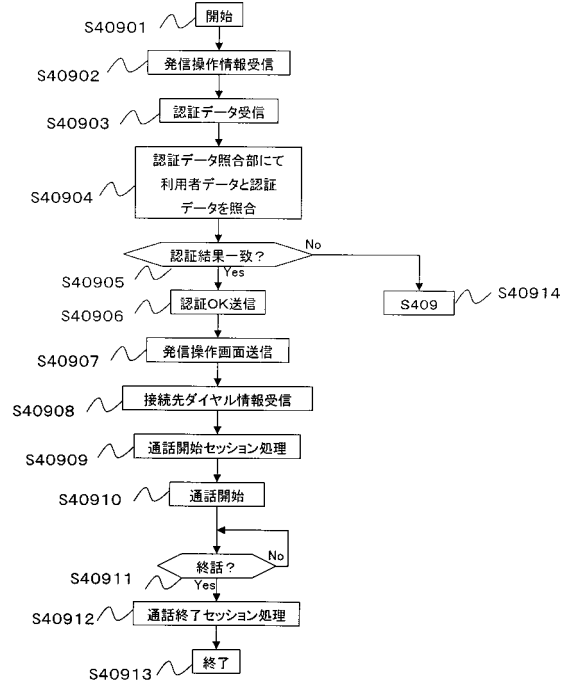 S40901
開始
S40902
発信操作情報受信
S40903
認証データ受信
S40904
認証データ照合部にて
利用者データと認証
データを照合
S40905
認証結果一致?
No
Yes
S409
S40914
S40906
認証OK送信
S40907
発信操作画面送信
S40908
接続先ダイヤル情報受信
S40909
通話開始セッション処理
S40910
通話開始
S40911
終話?
No
Yes
S40912
通話終了セッション処理
S40913
終了